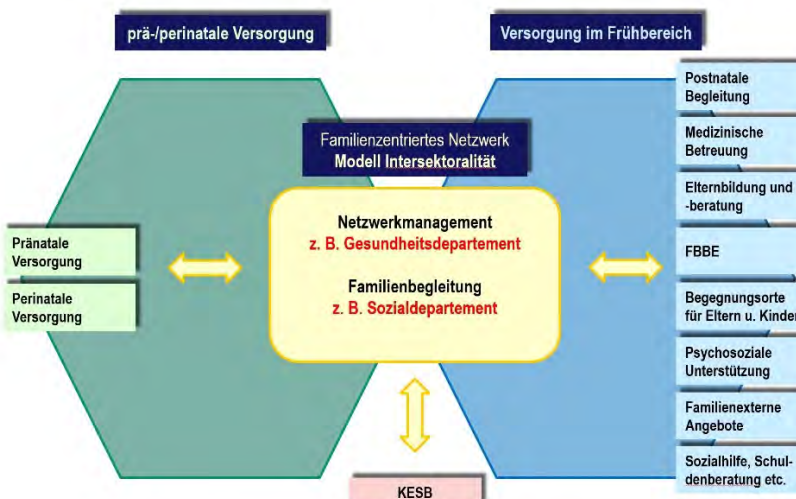 prä-/perinatale Versorgung
Versorgung im Frühbereich
Familienzentriertes Netzwerk
Modell Intersektoralität
Netzwerkmanagement
z. B. Gesundheitsdepartement
Familienbegleitung
z. B. Sozialdepartement
Pränatale
Versorgung
Perinatale
Versorgung
Postnatale
Begleitung
Medizinische
Betreuung
Elternbildung und
-beratung
FBBE
Begegnungsorte
für Eltern u. Kinder
Psychosoziale
Unterstützung
Familienexterne
Angebote
Sozialhilfe, Schul-
denberatung etc.
KESB